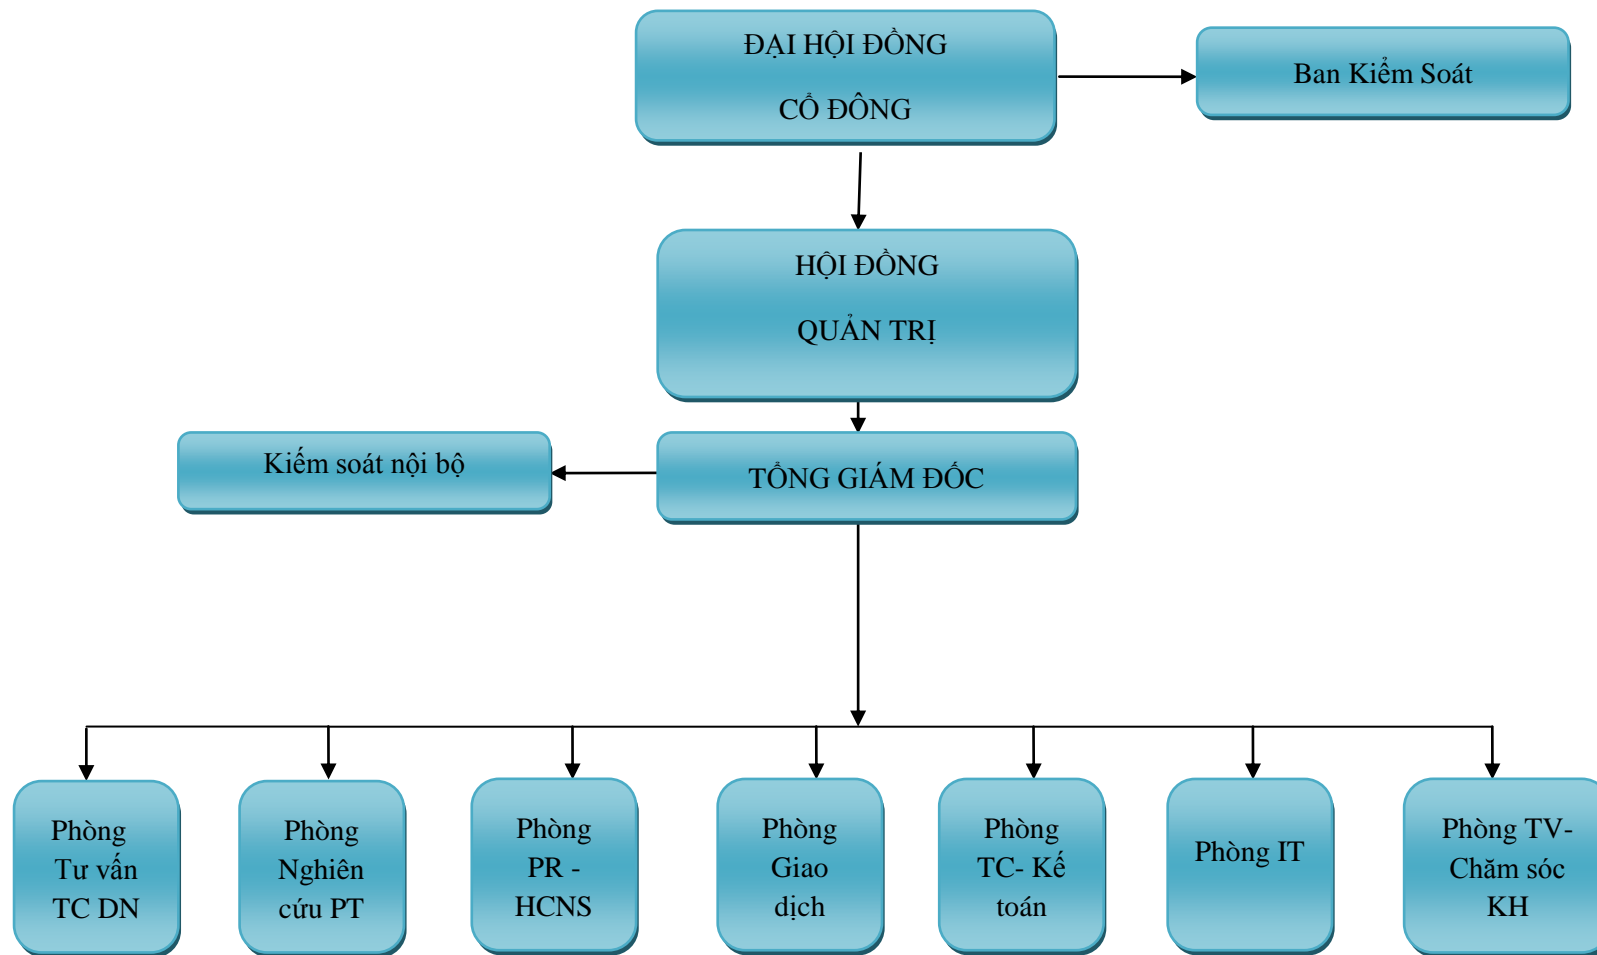 ĐẠI HỘI ĐỒNG
CỔ ĐÔNG
Ban Kiểm Soát
HỘI ĐỒNG
QUẢN TRỊ
Kiếm soát nội bộ
TỔNG GIÁM ĐỐC
Phòng
Tư vấn
TC DN
Phòng
Nghiên
cứu PT
Phòng
PR -
HCNS
Phòng
Giao
dịch
Phòng
TC- Kế
toán
Phòng IT
Phòng TV-
Chăm sóc
KH